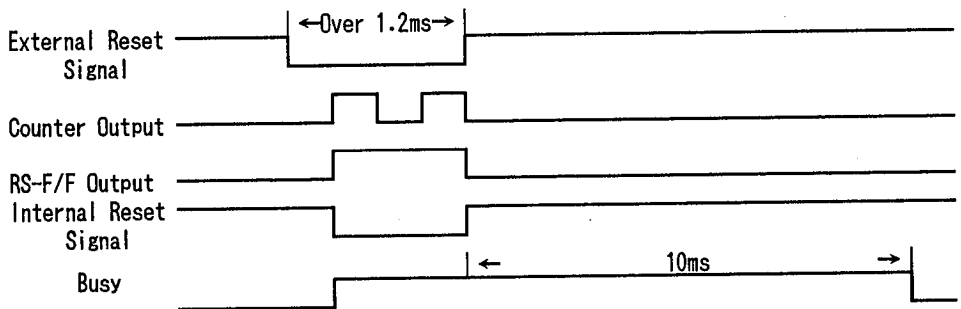 ←Over 1.2ms→
External Reset
Signal
Counter Output
RS-F/F Output
Internal Reset
Signal
← 10ms →
Busy